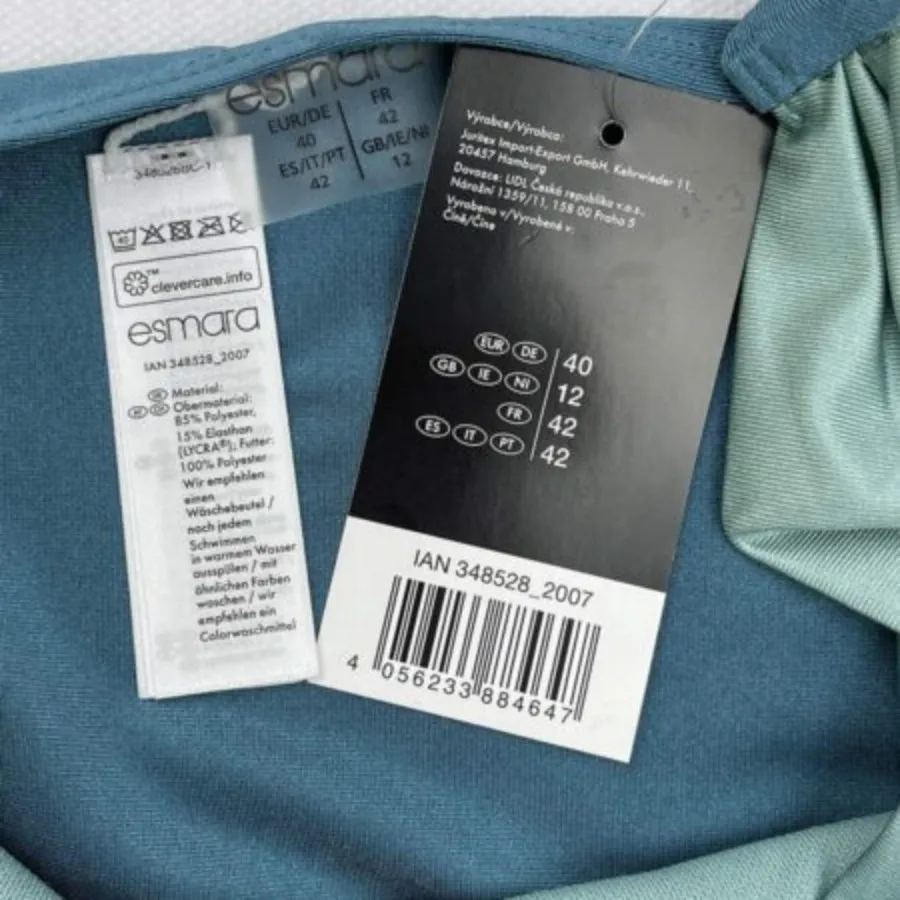 esmara
EUR/DE
40
FR
42
ES/IT/PT
42
GB/IE/NI
12
clevercare.info
TM
esmara
IAN 348528_2007
DE
Material:
Obermaterial:
85% Polyester,
15% Elasthan
(LYCRA®); Futter:
100% Polyester
Wir empfehlen
einen
Wäschebeutel /
nach jedem
Schwimmen
in warmem Wasser
ausspülen / mit
ähnlichen Farben
waschen / wir
empfehlen ein
Colorwaschmittel
Výrobce/Výrobca:
Juritex Import-Export GmbH, Kehrwieder 11,
20457 Hamburg
Dovozce: LIDL Česká republika v.o.s.,
Nárožní 1359/11, 158 00 Praha 5
Vyrobeno v/Vyrobené v:
Číně/Číne
EUR DE 40
GB IE NI 12
FR 42
ES IT PT 42
IAN 348528_2007
4 056233 884647